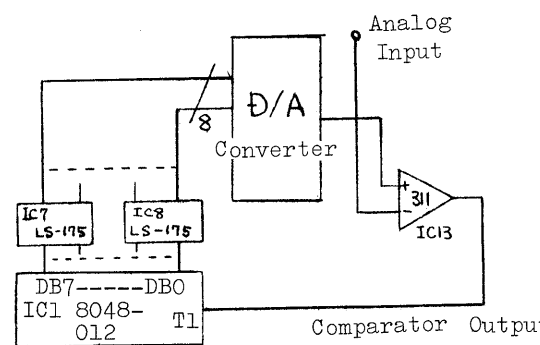 Analog
Input
D/A
8
Converter
+
311
-
IC13
IC7
LS-175
IC8
LS-175
DB7-----DB0
IC1 8048-
012
T1
Comparator Output